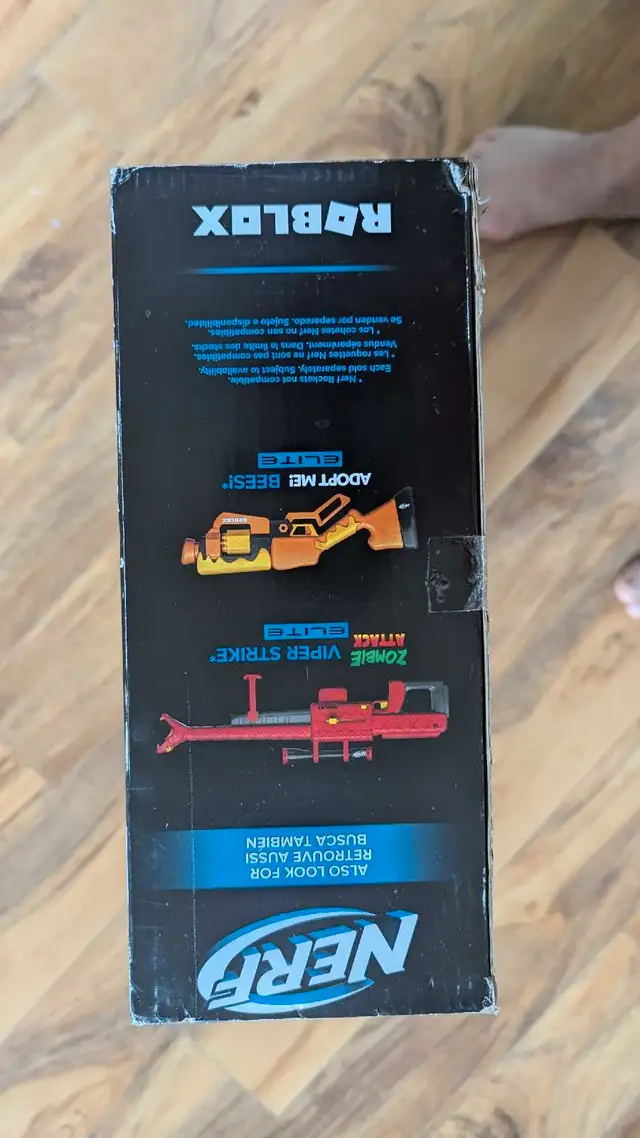 NERF
ALSO LOOK FOR
RETROUVE AUSSI
BUSCA TAMBIÉN
ZOMBIE
ATTACK
VIPER STRIKE*
ELITE
ROBLOX
ADOPT ME! BEES!*
ELITE
* Nerf Rockets not compatible.
Each sold separately. Subject to availability.
* Les roquettes Nerf ne sont pas compatibles.
Vendus séparément. Dans la limite des stocks.
* Los cohetes Nerf no son compatibles.
Se venden por separado. Sujeto a disponibilidad.
ROBLOX